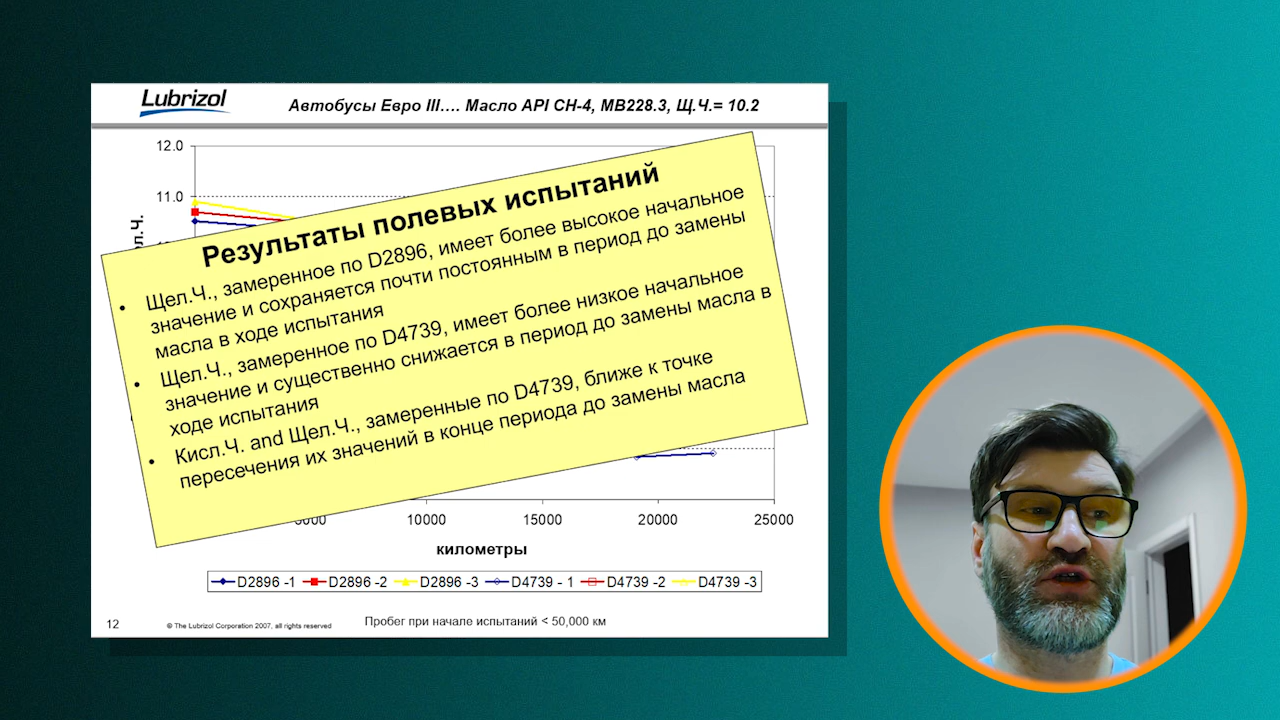 Lubrizol
Автобусы Евро III.... Масло API CH-4, MB228.3, Щ.Ч.= 10.2
12.0
11.0
Результаты полевых испытаний
• Щел.Ч., замеренное по D2896, имеет более высокое начальное
значение и сохраняется почти постоянным в период до замены
масла в ходе испытания
• Щел.Ч., замеренное по D4739, имеет более низкое начальное
значение и существенно снижается в период до замены масла в
ходе испытания
• Кисл.Ч. and Щел.Ч., замеренные по D4739, ближе к точке
пересечения их значений в конце периода до замены масла
10000 15000 20000 25000
километры
D2896 -1 D2896 -2 D2896 -3 D4739 - 1 D4739 -2 D4739 -3
12
© The Lubrizol Corporation 2007, all rights reserved
Пробег при начале испытаний < 50,000 км